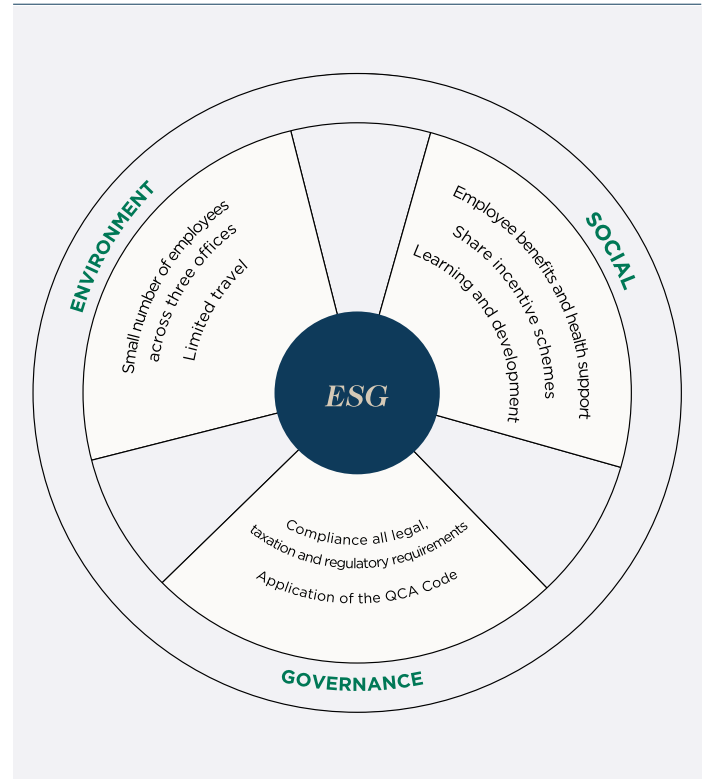 ENVIRONMENT
Small number of employees
across three offices
Limited travel
SOCIAL
Employee benefits and health support
Share incentive schemes
Learning and development
ESG
Compliance all legal,
taxation and regulatory requirements
Application of the QCA Code
GOVERNANCE